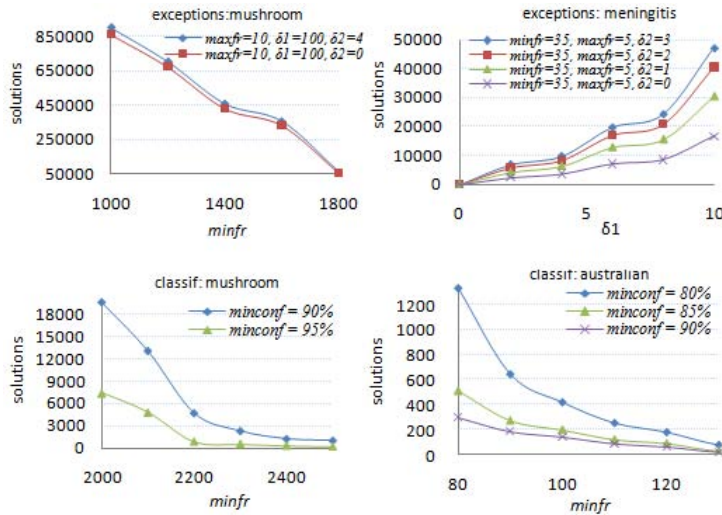 exceptions:mushroom
850000
650000
450000
250000
50000
solutions
maxfr=10, δ1=100, δ2=4
maxfr=10, δ1=100, δ2=0
1000
1400
1800
minfr
exceptions: meningitis
50000
40000
30000
20000
10000
0
solutions
minfr=35, maxfr=5, δ2=3
minfr=35, maxfr=5, δ2=2
minfr=35, maxfr=5, δ2=1
minfr=35, maxfr=5, δ2=0
0
5
10
δ1
classif: mushroom
18000
15000
12000
9000
6000
3000
0
solutions
minconf = 90%
minconf = 95%
2000
2200
2400
minfr
classif: australian
1200
1000
800
600
400
200
0
solutions
minconf = 80%
minconf = 85%
minconf = 90%
80
100
120
minfr